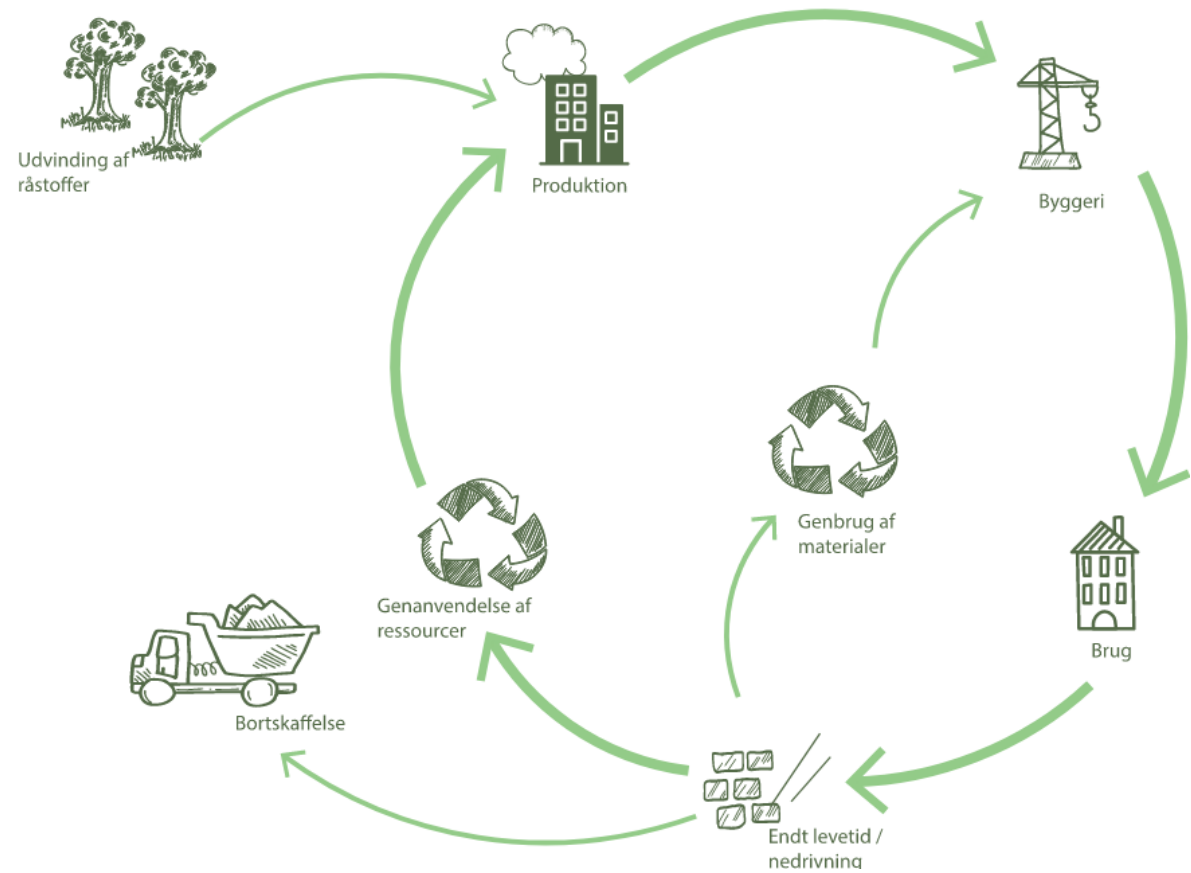 Udvinding af
råstoffer
Produktion
Byggeri
Genbrug af
materialer
Genanvendelse af
ressourcer
Brug
Bortskaffelse
Endt levetid /
nedrivning